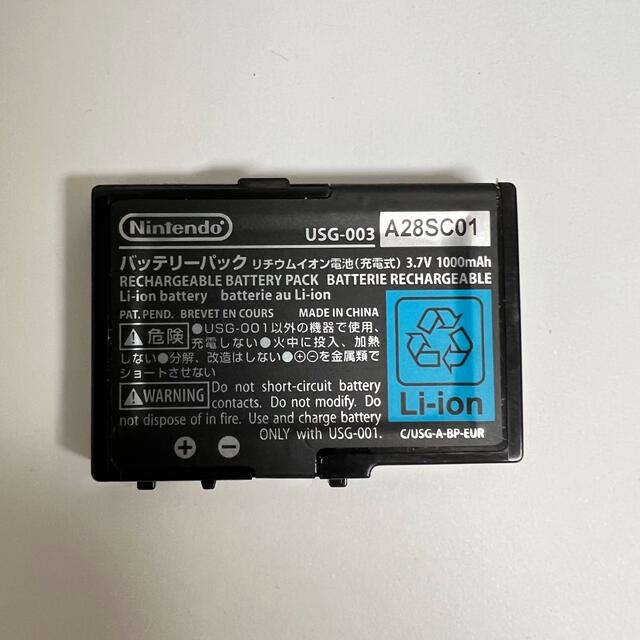 Nintendo
USG-003 A28SC01
バッテリーパック リチウムイオン電池(充電式) 3.7V 1000mAh
RECHARGEABLE BATTERY PACK BATTERIE RECHARGEABLE
Li-ion battery batterie au Li-ion
PAT. PEND. BREVET EN COURS MADE IN CHINA
危険 ●USG-001以外の機器で使用、
充電しない●火中に投入、加熱
しない●分解、改造はしない●⊕⊖を金属類で
ショートさせない
WARNING Do not short-circuit battery
contacts. Do not modify. Do
not dispose of in fire. Use and charge battery
ONLY with USG-001.
Li-ion
C/USG-A-BP-EUR